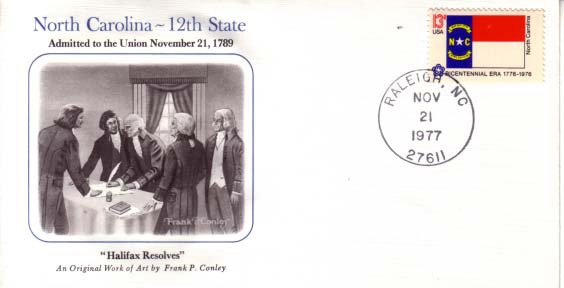 North Carolina ~ 12th State
Admitted to the Union November 21, 1789
"Frank P. Conley"
"Halifax Resolves"
An Original Work of Art by Frank P. Conley
13c
USA
N C
North Carolina
BICENTENNIAL ERA 1776-1976
RALEIGH, NC
NOV
21
1977
27611